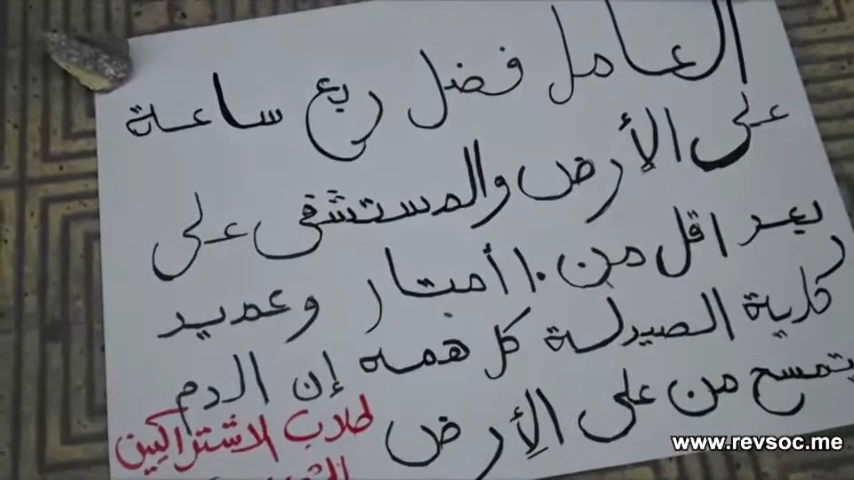 العامل فضل ربع ساعة
على الأرض والمستشفى على
بعد اقل من ١٠ أمتار وعميد
كلية الصيدلة كل همه إن الدم
يتمسح من على الأرض
طلاب الاشتراكيين
www.revsoc.me